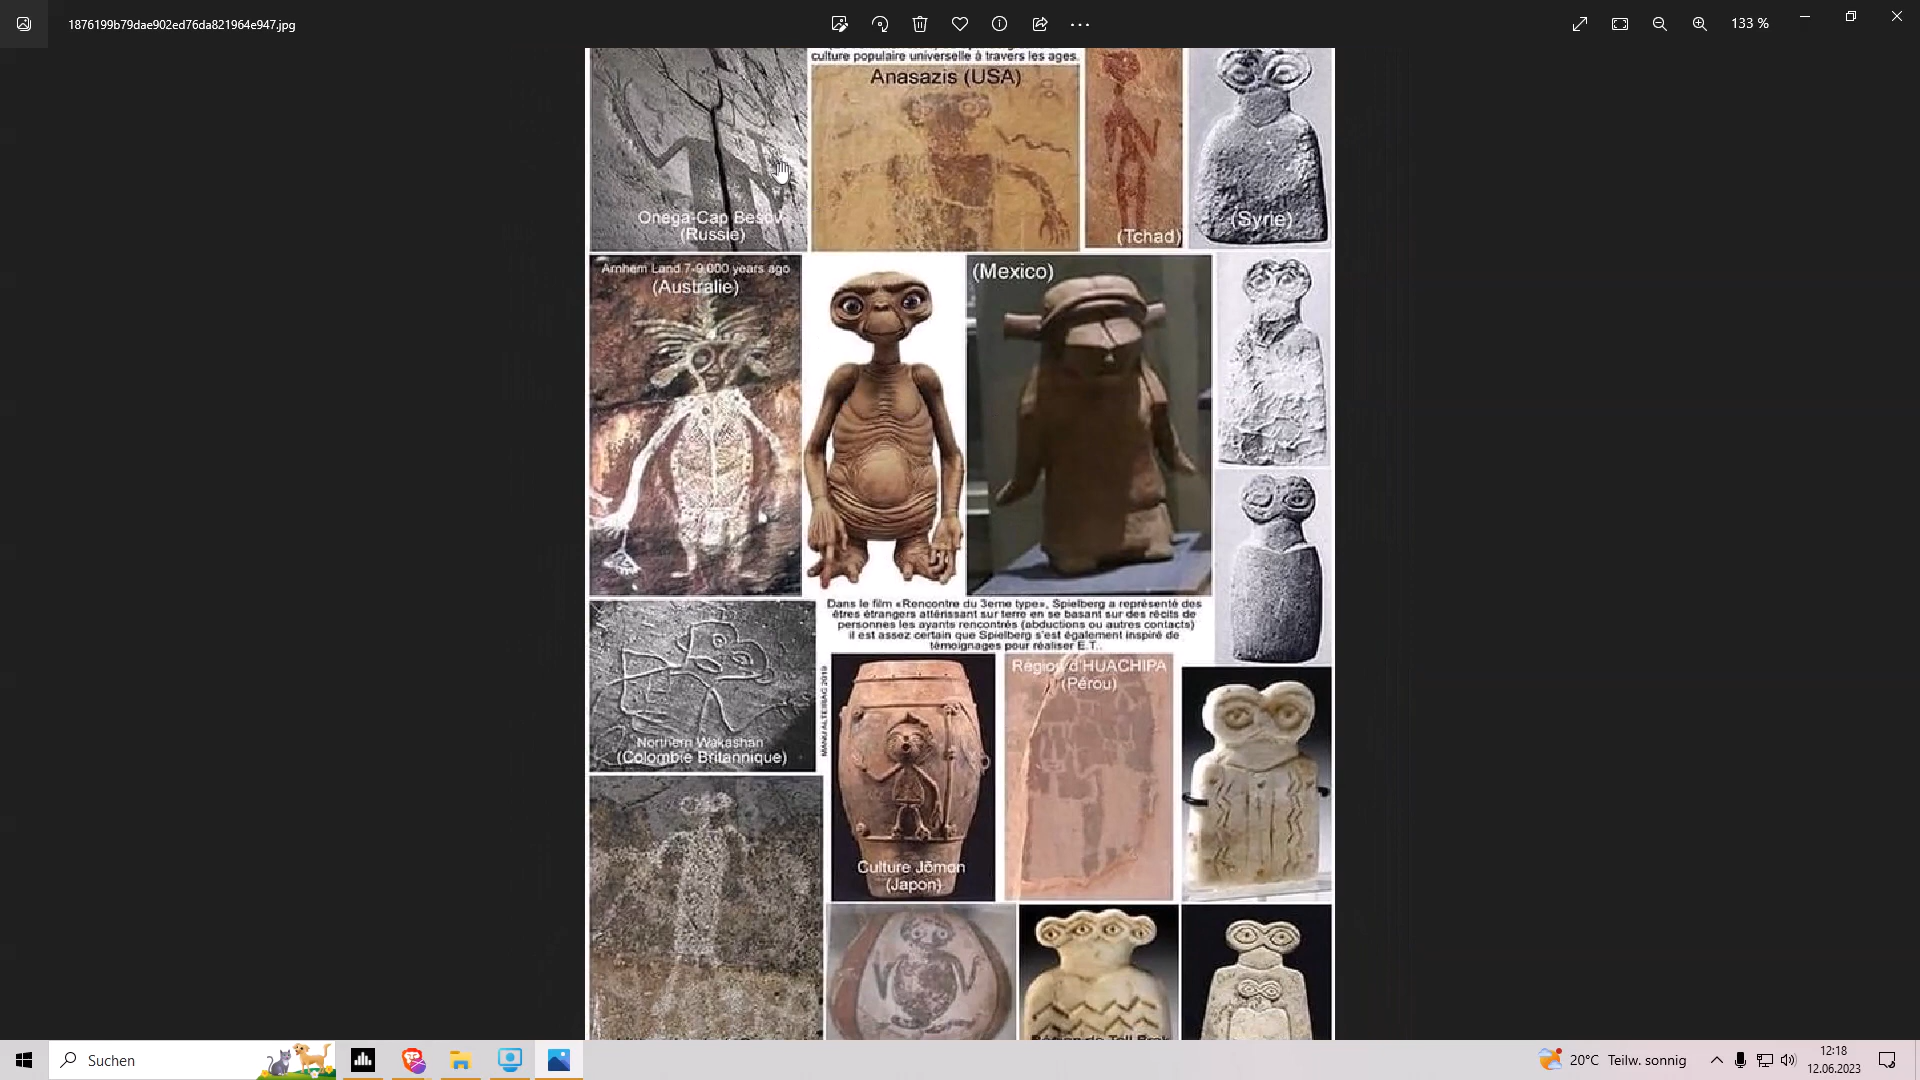 1876199b79dae902ed76da821964e947.jpg
133 %
culture populaire universelle à travers les ages.
Anasazis (USA)
Onega-Cap Besov
(Russie)
(Tchad)
(Syrie)
Arnhem Land 7-9 000 years ago
(Australie)
(Mexico)
Dans le film «Rencontre du 3eme type», Spielberg a représenté des
êtres étrangers attérissant sur terre en se basant sur des récits de
personnes les ayants rencontrés (abductions ou autres contacts)
il est assez certain que Spielberg s'est également inspiré de
témoignages pour réaliser E.T..
Northern Wakashan
(Colombie Britannique)
Région d'HUACHIPA
(Pérou)
Culture Jōmon
(Japon)
Suchen
20°C Teilw. sonnig
12:18
12.06.2023